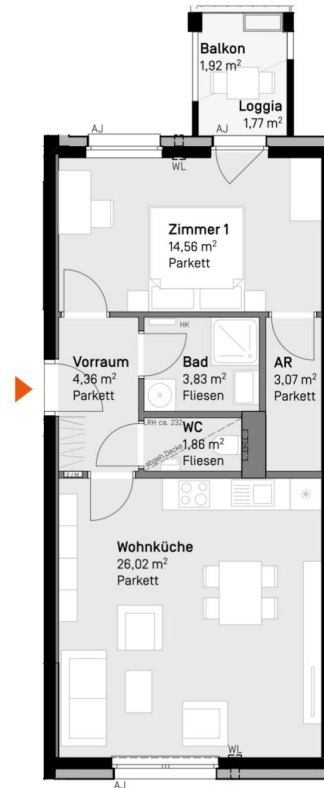 Balkon
1,92 m²
Loggia
1,77 m²
AJ
AJ
WL
Zimmer 1
14,56 m²
Parkett
HK
Vorraum
4,36 m²
Parkett
Bad
3,83 m²
Fliesen
AR
3,07 m²
Parkett
LRH ca. 232
abgeh.Decke
WC
1,86 m²
Fliesen
E/M
Wohnküche
26,02 m²
Parkett
WL
AJ